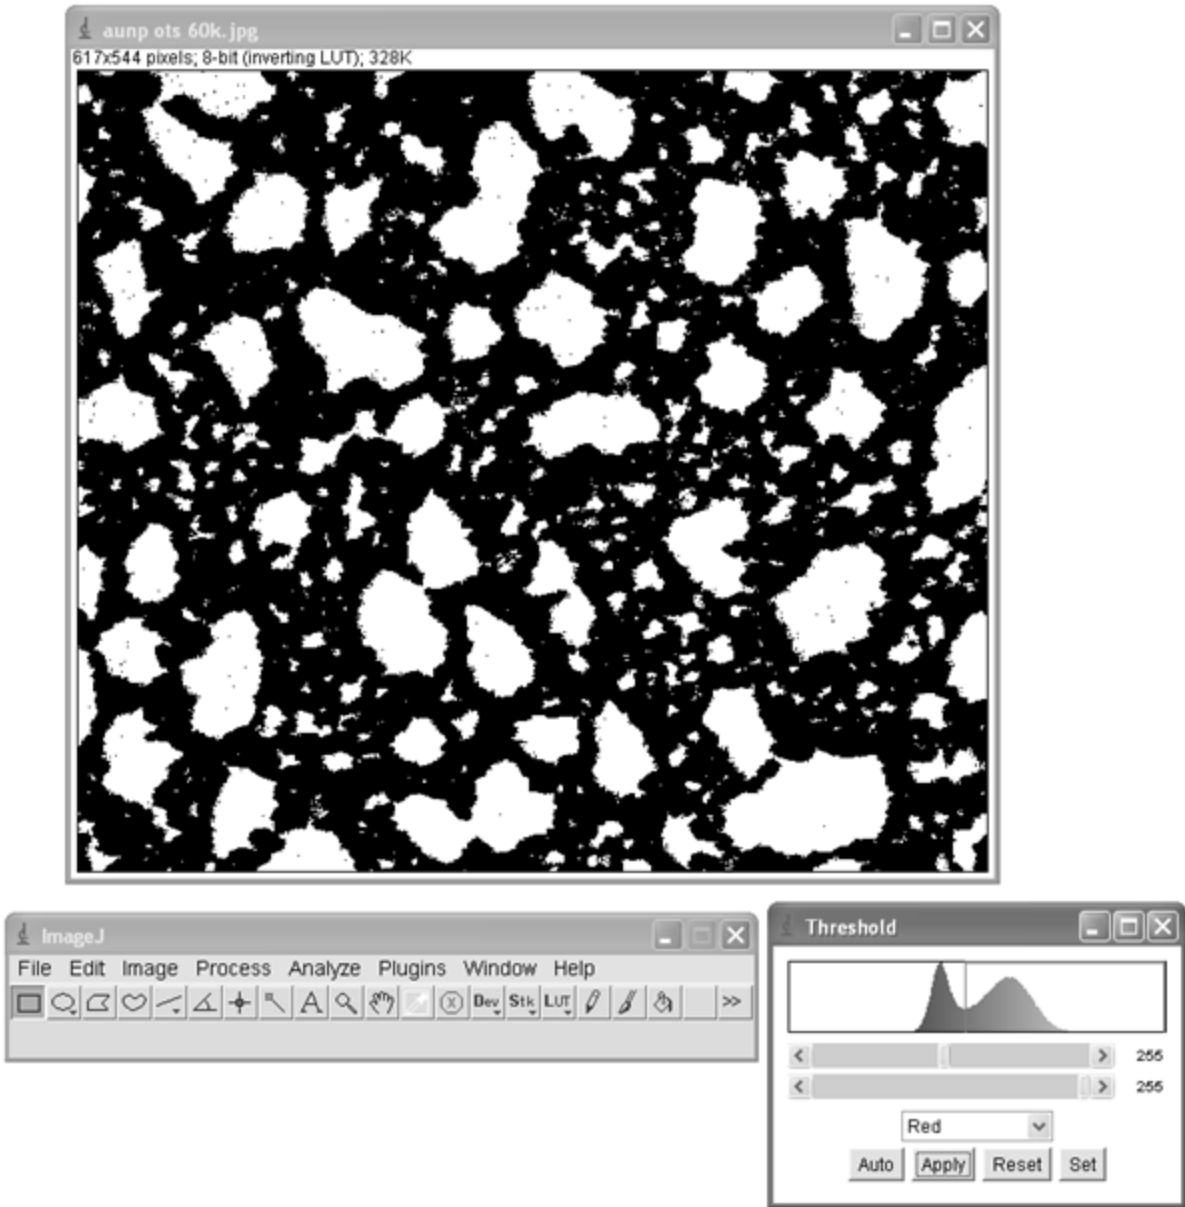 aunp ots 60k.jpg
617x544 pixels; 8-bit (inverting LUT); 328K
ImageJ
File Edit Image Process Analyze Plugins Window Help
A Dev Stk LUT >>
Threshold
255
255
Red
Auto Apply Reset Set